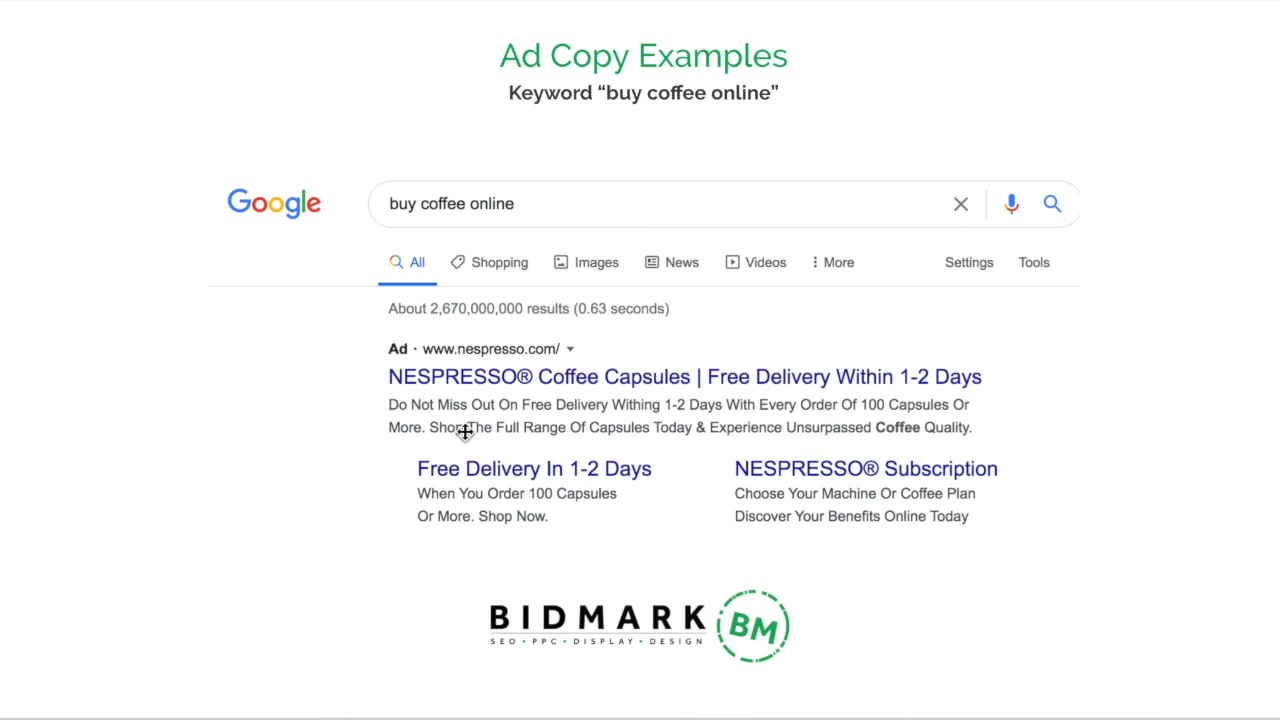 Ad Copy Examples
Keyword “buy coffee online”
Google
buy coffee online
All Shopping Images News Videos More Settings Tools
About 2,670,000,000 results (0.63 seconds)
Ad · www.nespresso.com/
NESPRESSO® Coffee Capsules | Free Delivery Within 1-2 Days
Do Not Miss Out On Free Delivery Withing 1-2 Days With Every Order Of 100 Capsules Or
More. Shop The Full Range Of Capsules Today & Experience Unsurpassed Coffee Quality.
Free Delivery In 1-2 Days
When You Order 100 Capsules
Or More. Shop Now.
NESPRESSO® Subscription
Choose Your Machine Or Coffee Plan
Discover Your Benefits Online Today
BIDMARK
SEO • PPC • DISPLAY • DESIGN
BM